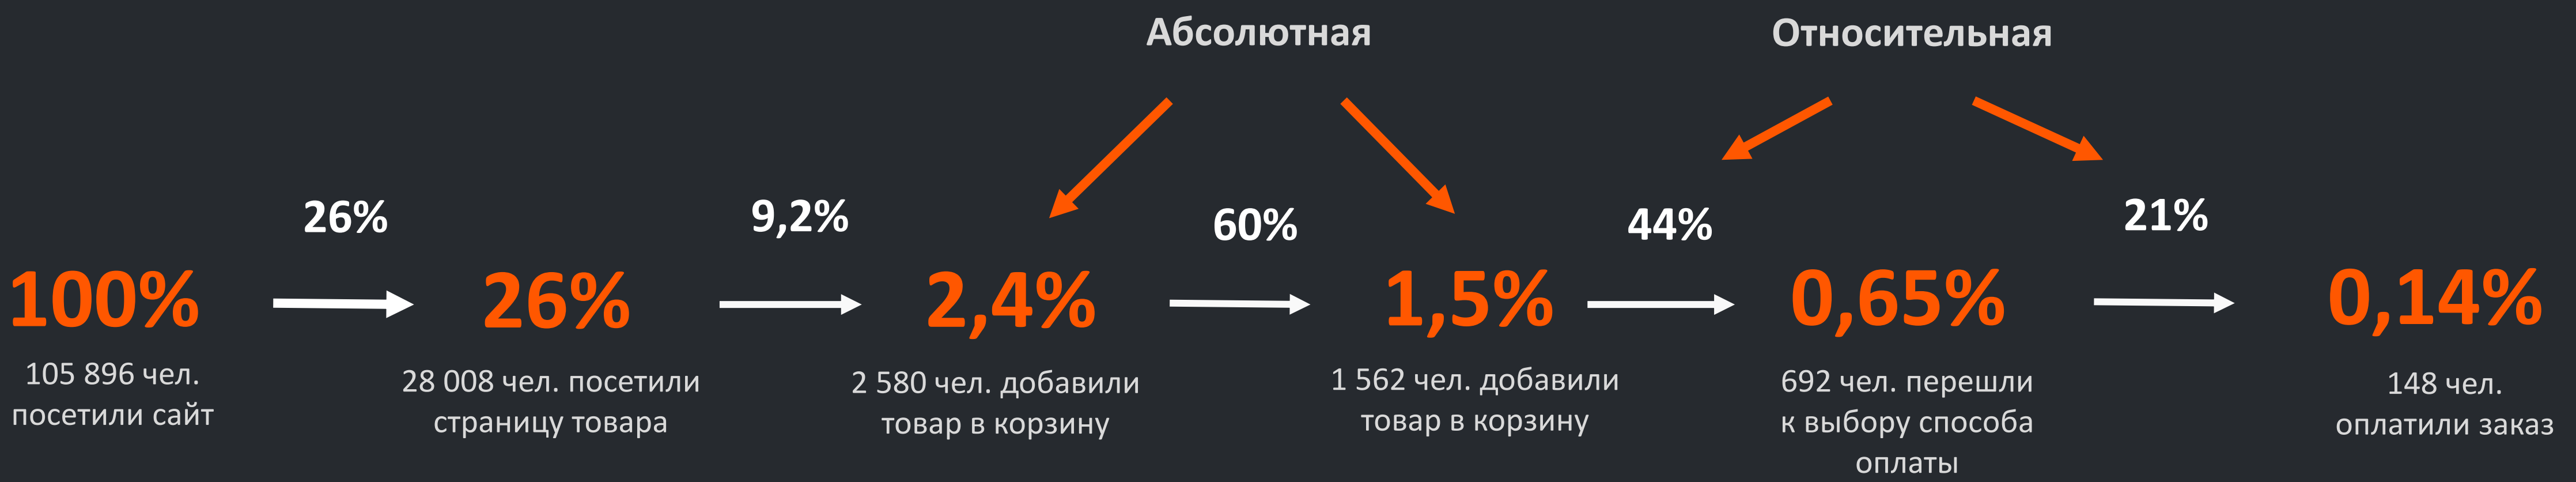 Абсолютная
Относительная
26%
9,2%
60%
44%
21%
100%
26%
2,4%
1,5%
0,65%
0,14%
105 896 чел.
посетили сайт
28 008 чел. посетили
страницу товара
2 580 чел. добавили
товар в корзину
1 562 чел. добавили
товар в корзину
692 чел. перешли
к выбору способа
оплаты
148 чел.
оплатили заказ